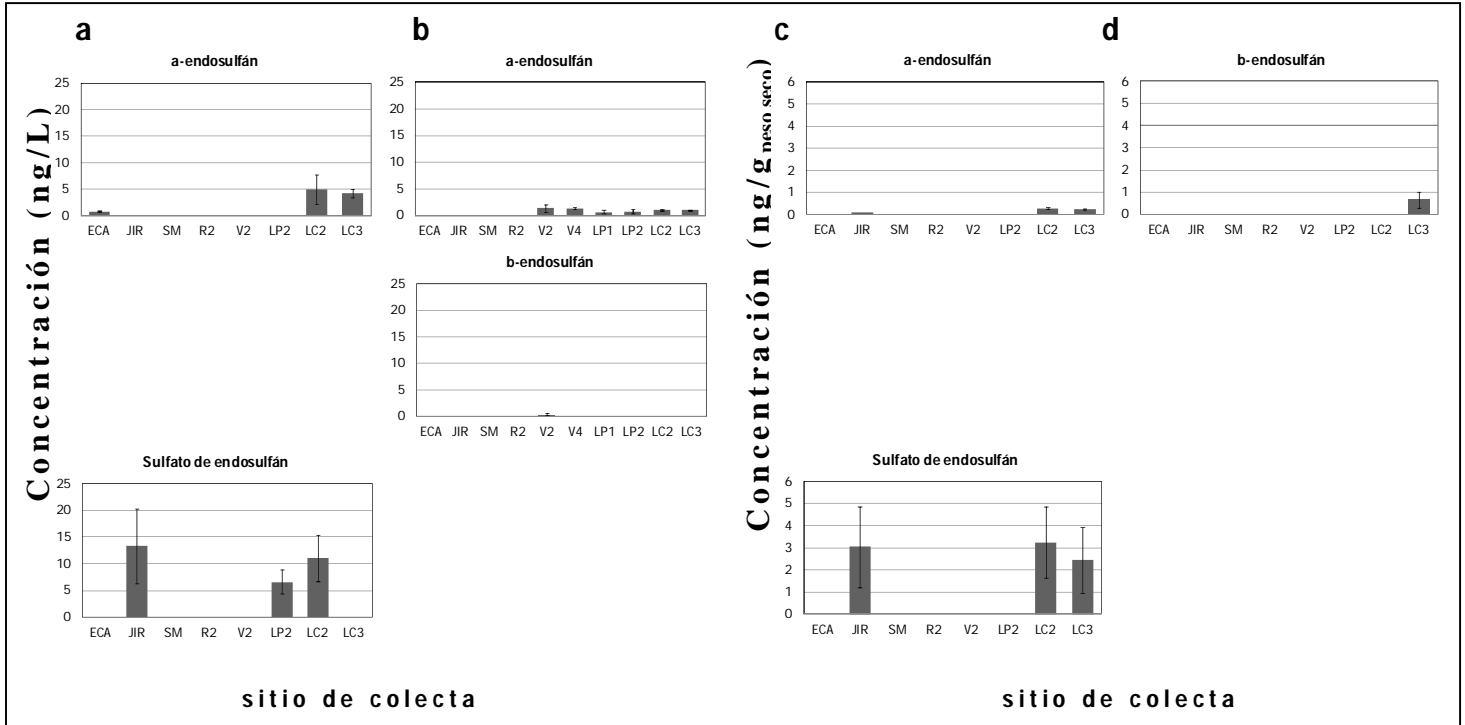 a
b
c
d
Concentración (ng/L)
a-endosulfán
25
20
15
10
5
0
ECA JIR SM R2 V2 LP2 LC2 LC3
Sulfato de endosulfán
25
20
15
10
5
0
ECA JIR SM R2 V2 LP2 LC2 LC3
a-endosulfán
25
20
15
10
5
0
ECA JIR SM R2 V2 V4 LP1 LP2 LC2 LC3
b-endosulfán
25
20
15
10
5
0
ECA JIR SM R2 V2 V4 LP1 LP2 LC2 LC3
sitio de colecta
Concentración (ng/g peso seco)
a-endosulfán
6
5
4
3
2
1
0
ECA JIR SM R2 V2 LP2 LC2 LC3
Sulfato de endosulfán
6
5
4
3
2
1
0
ECA JIR SM R2 V2 LP2 LC2 LC3
b-endosulfán
6
5
4
3
2
1
0
ECA JIR SM R2 V2 LP2 LC2 LC3
sitio de colecta